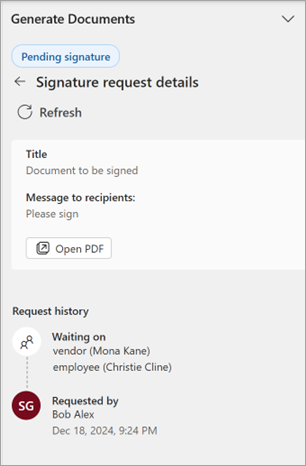 Generate Documents
Pending signature
Signature request details
Refresh
Title
Document to be signed
Message to recipients:
Please sign
Open PDF
Request history
Waiting on
vendor (Mona Kane)
employee (Christie Cline)
SG
Requested by
Bob Alex
Dec 18, 2024, 9:24 PM